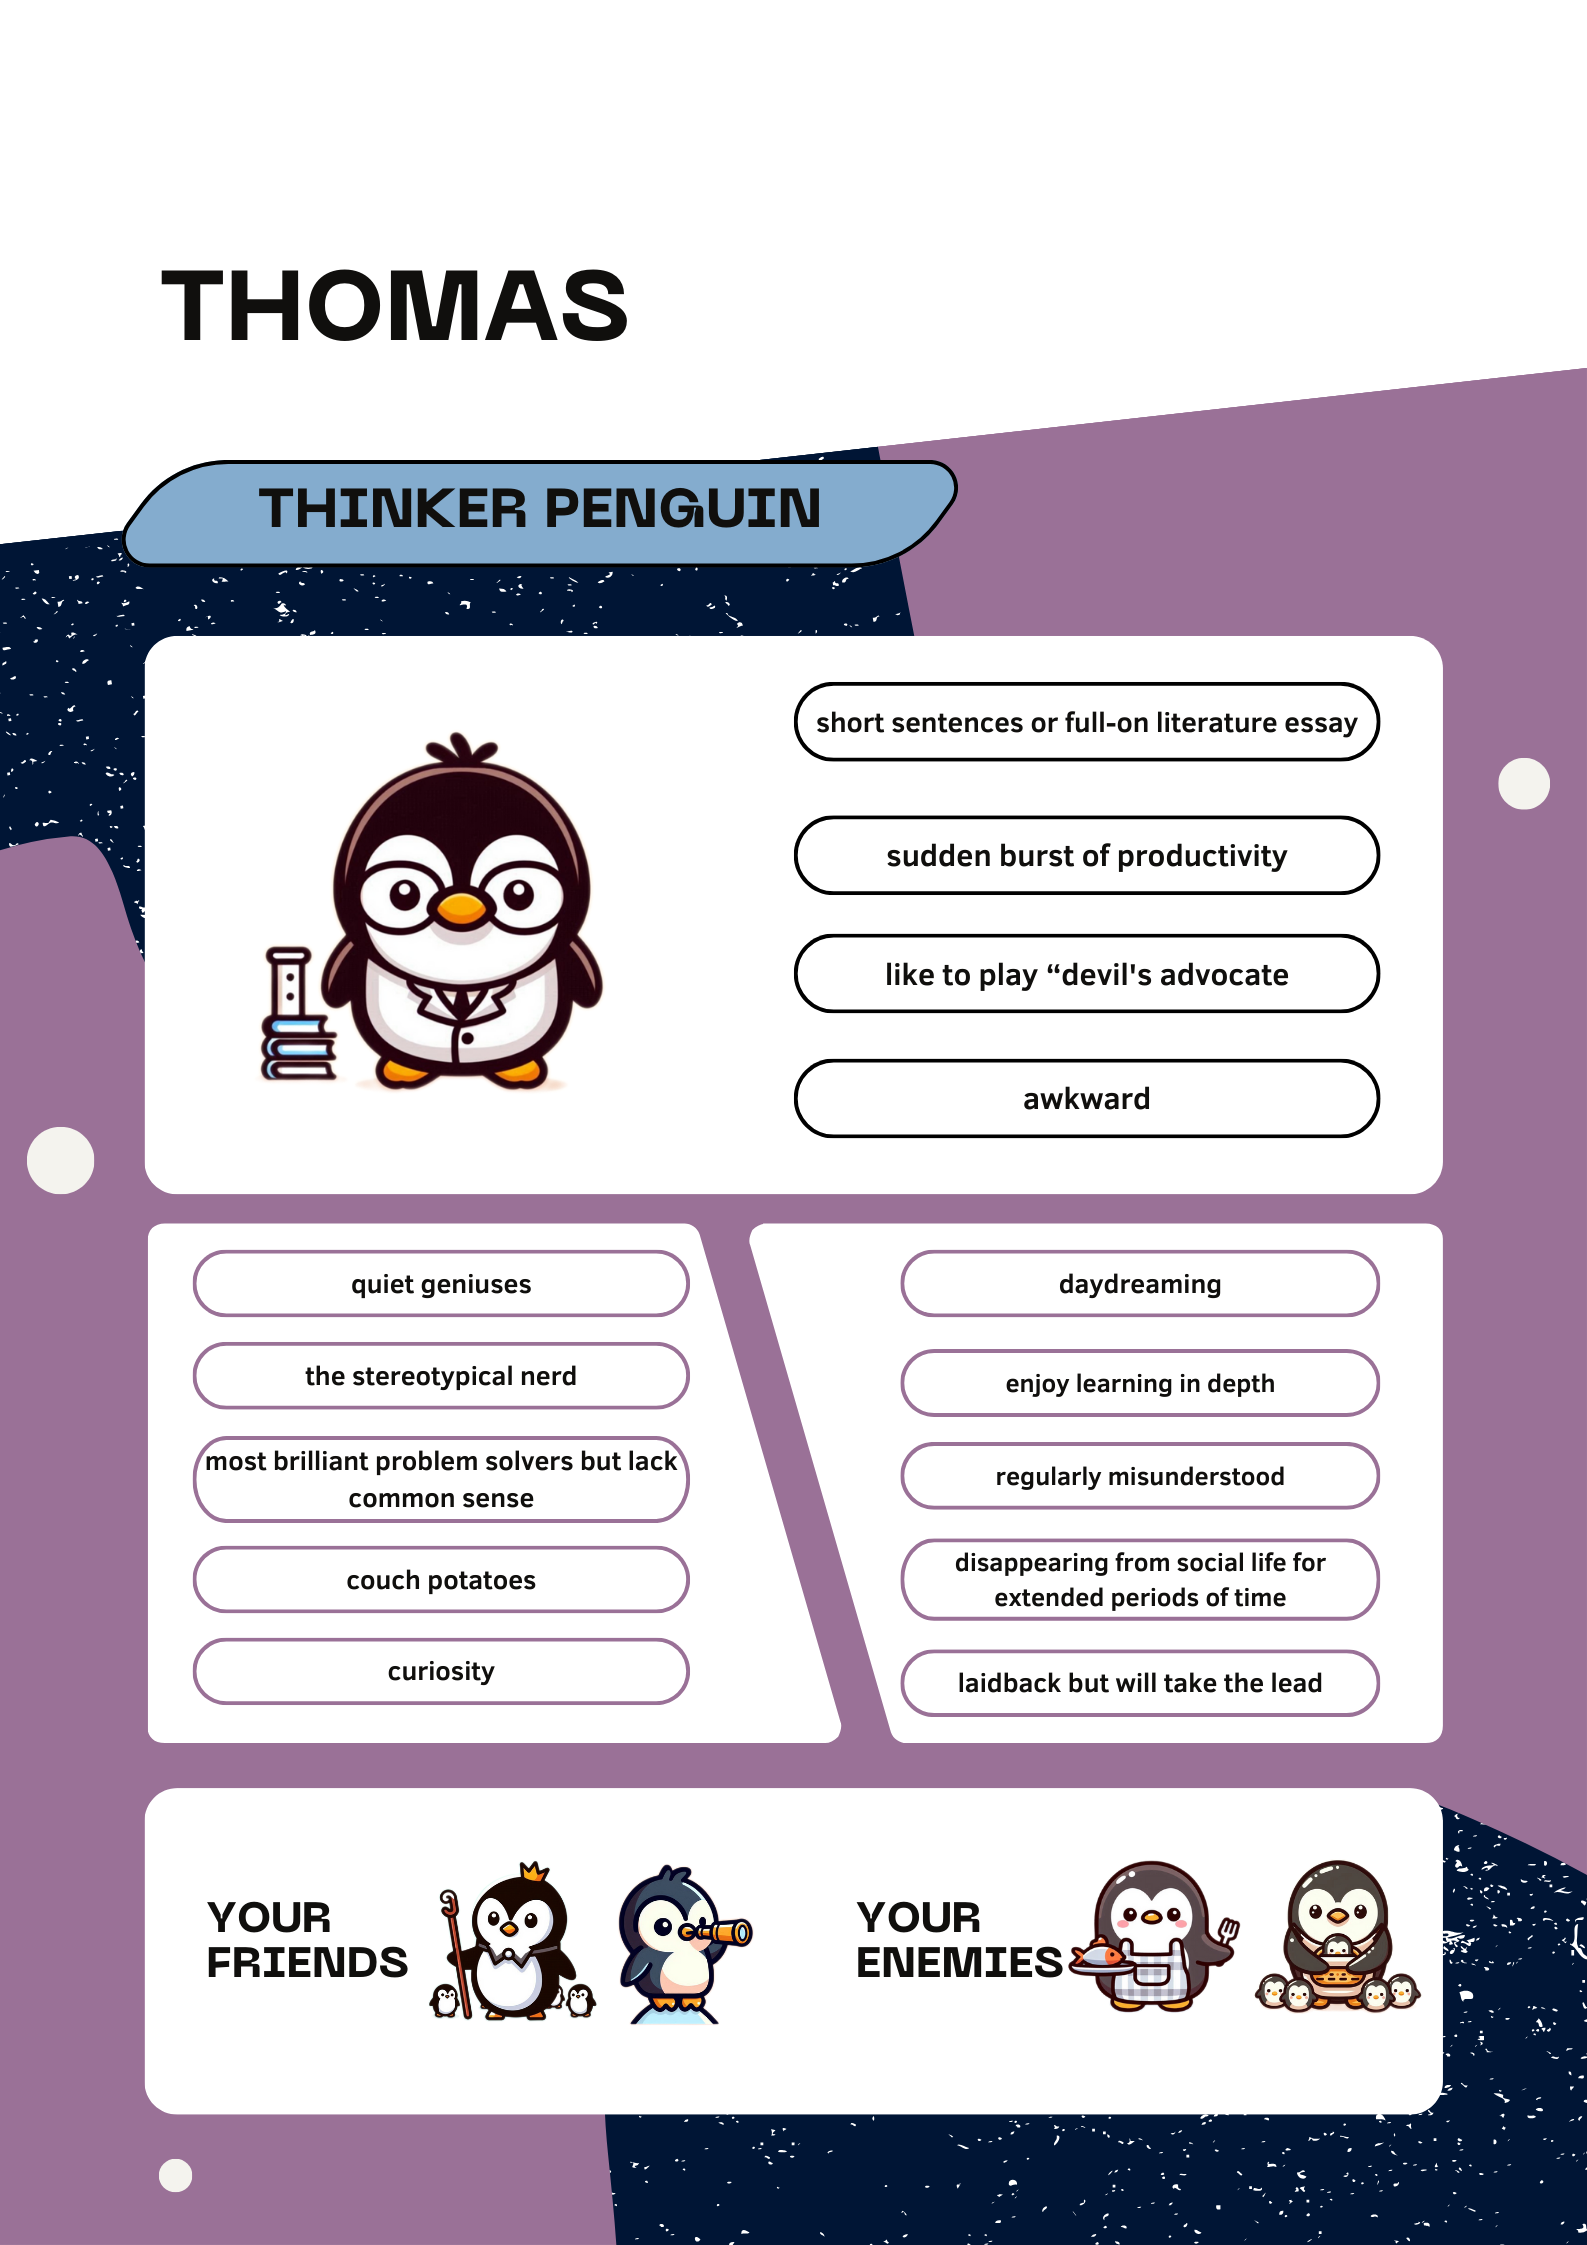 THOMAS
THINKER PENGUIN
short sentences or full-on literature essay
sudden burst of productivity
like to play “devil's advocate
awkward
quiet geniuses
the stereotypical nerd
most brilliant problem solvers but lack
common sense
couch potatoes
curiosity
daydreaming
enjoy learning in depth
regularly misunderstood
disappearing from social life for
extended periods of time
laidback but will take the lead
YOUR
FRIENDS
YOUR
ENEMIES